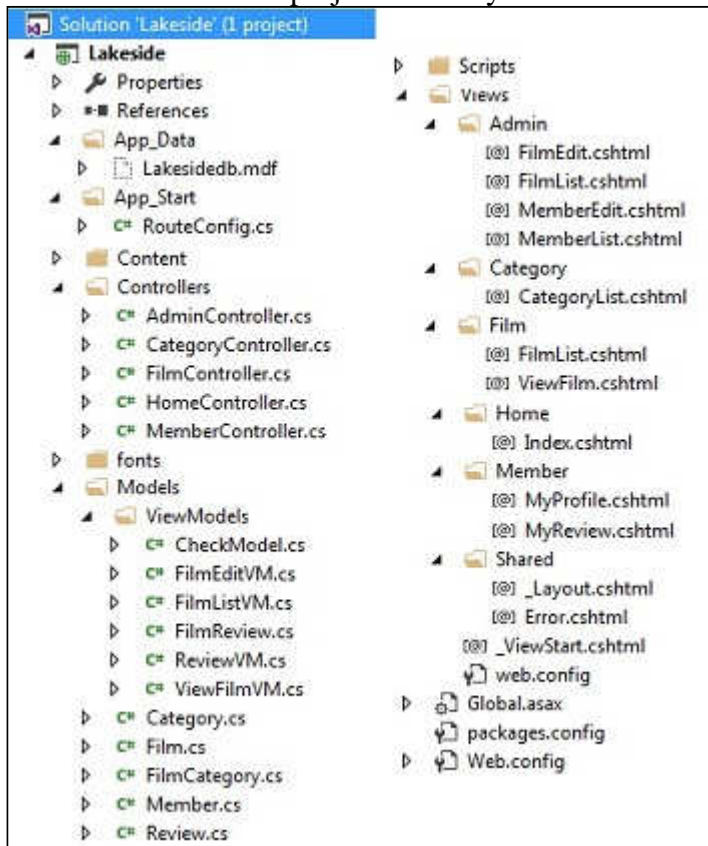 Solution 'Lakeside' (1 project)
Lakeside
Properties
References
App_Data
Lakesidedb.mdf
App_Start
C# RouteConfig.cs
Content
Controllers
C# AdminController.cs
C# CategoryController.cs
C# FilmController.cs
C# HomeController.cs
C# MemberController.cs
fonts
Models
ViewModels
C# CheckModel.cs
C# FilmEditVM.cs
C# FilmListVM.cs
C# FilmReview.cs
C# ReviewVM.cs
C# ViewFilmVM.cs
C# Category.cs
C# Film.cs
C# FilmCategory.cs
C# Member.cs
C# Review.cs
Scripts
Views
Admin
[@] FilmEdit.cshtml
[@] FilmList.cshtml
[@] MemberEdit.cshtml
[@] MemberList.cshtml
Category
[@] CategoryList.cshtml
Film
[@] FilmList.cshtml
[@] ViewFilm.cshtml
Home
[@] Index.cshtml
Member
[@] MyProfile.cshtml
[@] MyReview.cshtml
Shared
[@] _Layout.cshtml
[@] Error.cshtml
[@] _ViewStart.cshtml
web.config
Global.asax
packages.config
Web.config